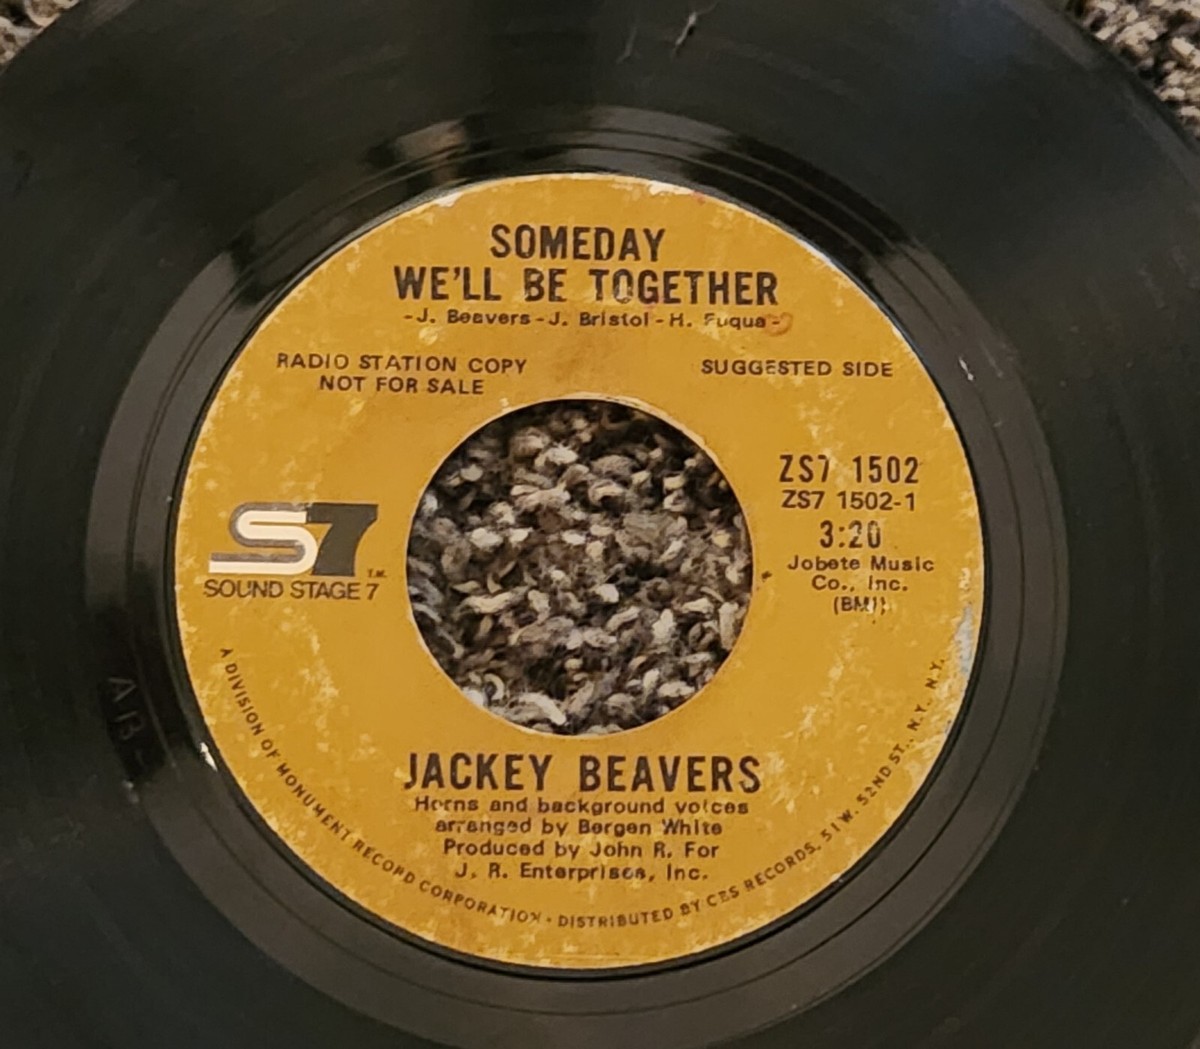 SOMEDAY
WE'LL BE TOGETHER
-J. Beavers-J. Bristol-H. Fuqua-
RADIO STATION COPY
NOT FOR SALE
SUGGESTED SIDE
ZS7 1502
ZS7 1502-1
3:20
Jobete Music
Co., Inc.
(BMI)
S7 T.M.
SOUND STAGE 7
JACKEY BEAVERS
Horns and background voices
arranged by Bergen White
Produced by John R. For
J. R. Enterprises, Inc.
A DIVISION OF MONUMENT RECORD CORPORATION • DISTRIBUTED BY CBS RECORDS, 51 W. 52ND ST., N.Y., N.Y.